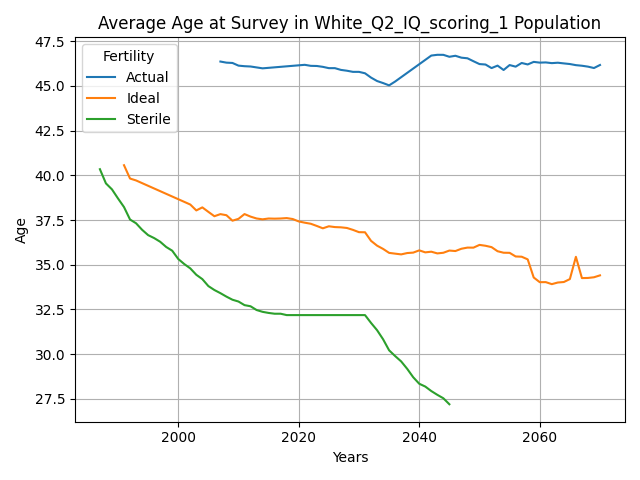 Average Age at Survey in White_Q2_IQ_scoring_1 Population
47.5
45.0
42.5
40.0
37.5
35.0
32.5
30.0
27.5
Age
Fertility
Actual
Ideal
Sterile
2000
2020
2040
2060
Years